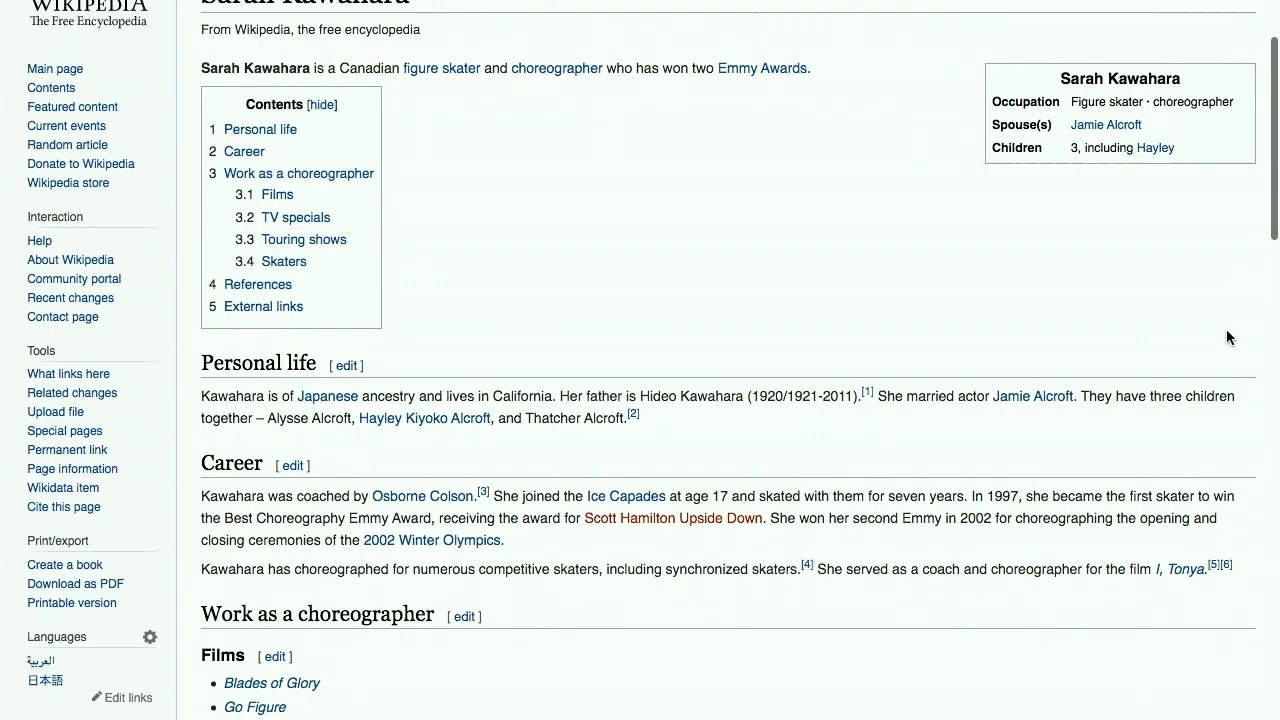 WIKIPEDIA
The Free Encyclopedia
Main page
Contents
Featured content
Current events
Random article
Donate to Wikipedia
Wikipedia store
Interaction
Help
About Wikipedia
Community portal
Recent changes
Contact page
Tools
What links here
Related changes
Upload file
Special pages
Permanent link
Page information
Wikidata item
Cite this page
Print/export
Create a book
Download as PDF
Printable version
Languages
العربية
日本語
Edit links
Sarah Kawahara
From Wikipedia, the free encyclopedia
Sarah Kawahara is a Canadian figure skater and choreographer who has won two Emmy Awards.
Contents [hide]
1 Personal life
2 Career
3 Work as a choreographer
3.1 Films
3.2 TV specials
3.3 Touring shows
3.4 Skaters
4 References
5 External links
Sarah Kawahara
Occupation Figure skater · choreographer
Spouse(s) Jamie Alcroft
Children 3, including Hayley
Personal life [ edit ]
Kawahara is of Japanese ancestry and lives in California. Her father is Hideo Kawahara (1920/1921-2011).[1] She married actor Jamie Alcroft. They have three children
together – Alysse Alcroft, Hayley Kiyoko Alcroft, and Thatcher Alcroft.[2]
Career [ edit ]
Kawahara was coached by Osborne Colson.[3] She joined the Ice Capades at age 17 and skated with them for seven years. In 1997, she became the first skater to win
the Best Choreography Emmy Award, receiving the award for Scott Hamilton Upside Down. She won her second Emmy in 2002 for choreographing the opening and
closing ceremonies of the 2002 Winter Olympics.
Kawahara has choreographed for numerous competitive skaters, including synchronized skaters.[4] She served as a coach and choreographer for the film I, Tonya.[5][6]
Work as a choreographer [ edit ]
Films [ edit ]
• Blades of Glory
• Go Figure